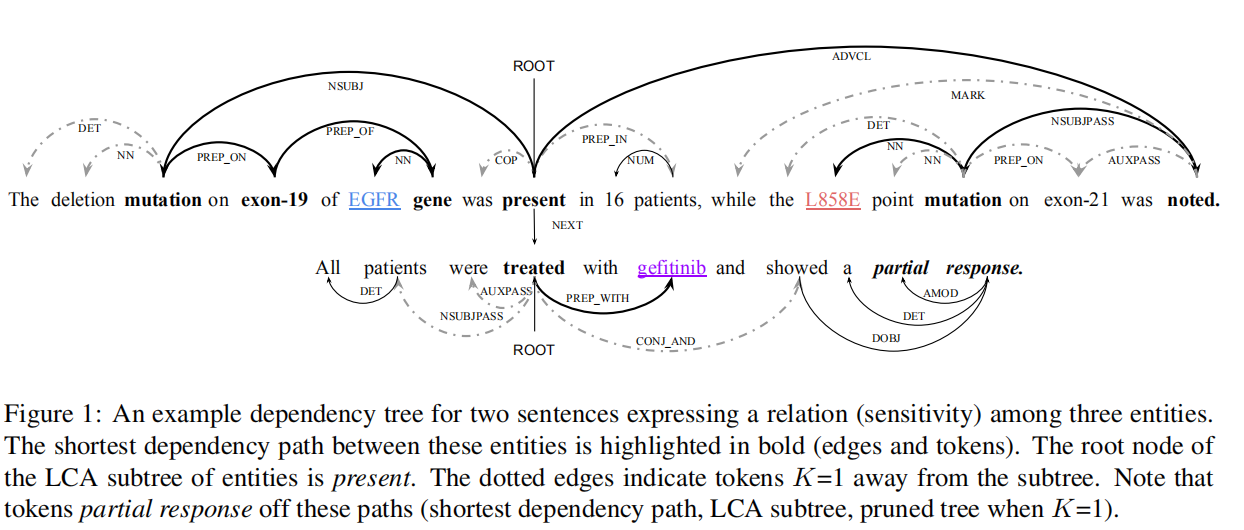 ROOT
ADVCL
NSUBJ
MARK
DET
PREP_OF
PREP_IN
DET
NSUBJPASS
NN
PREP_ON
NN
COP
NUM
NN
NN
PREP_ON
AUXPASS
The deletion mutation on exon-19 of EGFR gene was present in 16 patients, while the L858E point mutation on exon-21 was noted.
NEXT
All patients were treated with gefitinib and showed a partial response.
DET
AUXPASS
PREP_WITH
AMOD
NSUBJPASS
DET
CONJ_AND
DOBJ
ROOT
Figure 1: An example dependency tree for two sentences expressing a relation (sensitivity) among three entities.
The shortest dependency path between these entities is highlighted in bold (edges and tokens). The root node of
the LCA subtree of entities is present. The dotted edges indicate tokens K=1 away from the subtree. Note that
tokens partial response off these paths (shortest dependency path, LCA subtree, pruned tree when K=1).